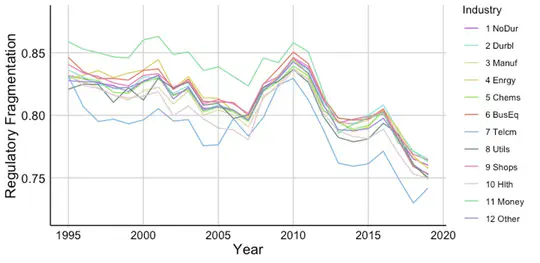 Industry
1 NoDur
2 Durbl
3 Manuf
4 Enrgy
5 Chems
6 BusEq
7 Telcm
8 Utils
9 Shops
10 Hlth
11 Money
12 Other
Regulatory Fragmentation
0.85
0.80
0.75
1995
2000
2005
2010
2015
2020
Year